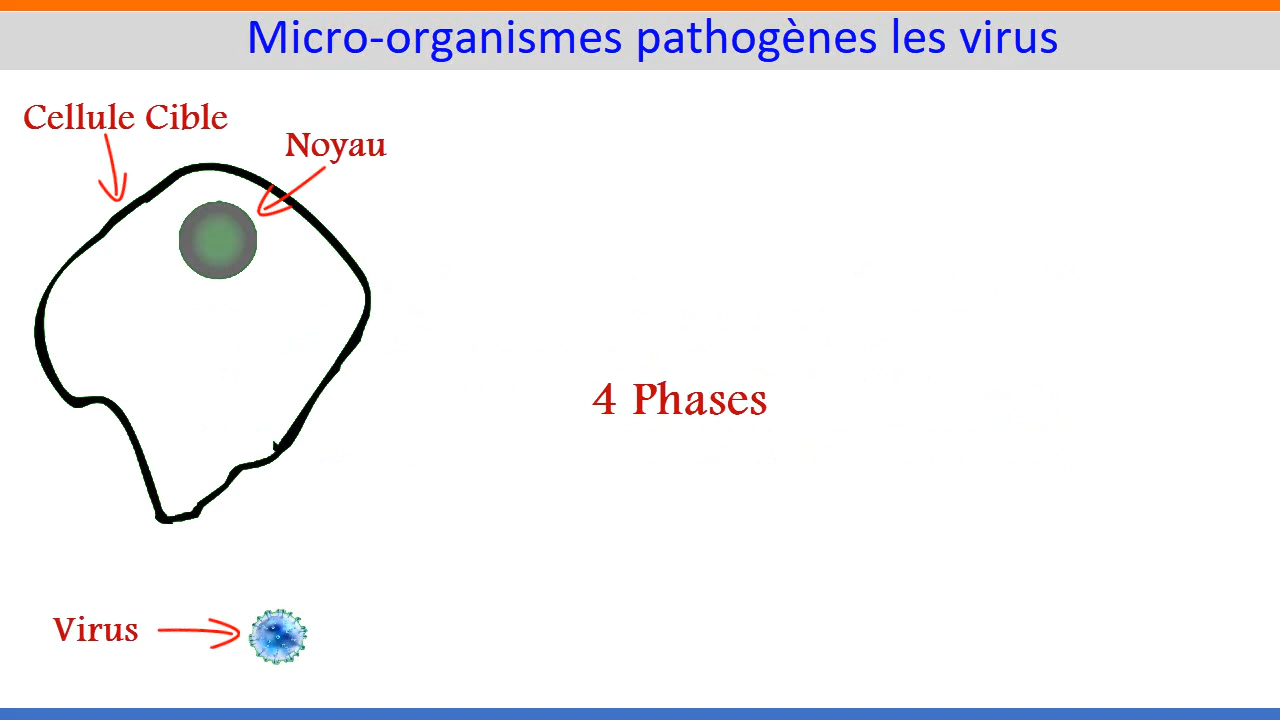 Micro-organismes pathogènes les virus
Cellule Cible
Noyau
4 Phases
Virus